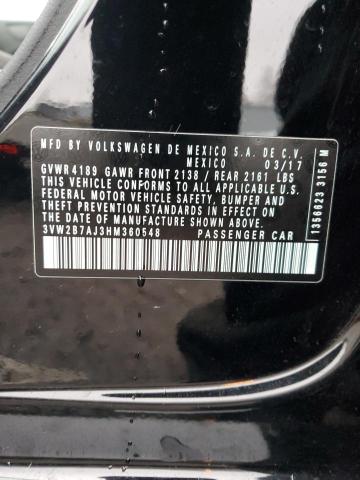 MFD BY VOLKSWAGEN DE MEXICO S.A. DE C.V.
MEXICO 03/17
GVWR 4189 GAWR FRONT 2138 / REAR 2161 LBS
THIS VEHICLE CONFORMS TO ALL APPLICABLE
FEDERAL MOTOR VEHICLE SAFETY, BUMPER AND
THEFT PREVENTION STANDARDS IN EFFECT ON
THE DATE OF MANUFACTURE SHOWN ABOVE
3VW2B7AJ3HM360548 PASSENGER CAR
1356623 3156 M